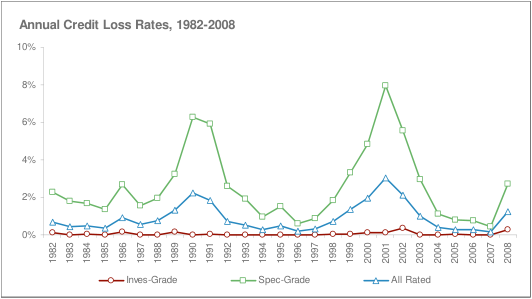 Annual Credit Loss Rates, 1982-2008
10%
8%
6%
4%
2%
0%
1982 1983 1984 1985 1986 1987 1988 1989 1990 1991 1992 1993 1994 1995 1996 1997 1998 1999 2000 2001 2002 2003 2004 2005 2006 2007 2008
Inves-Grade Spec-Grade All Rated